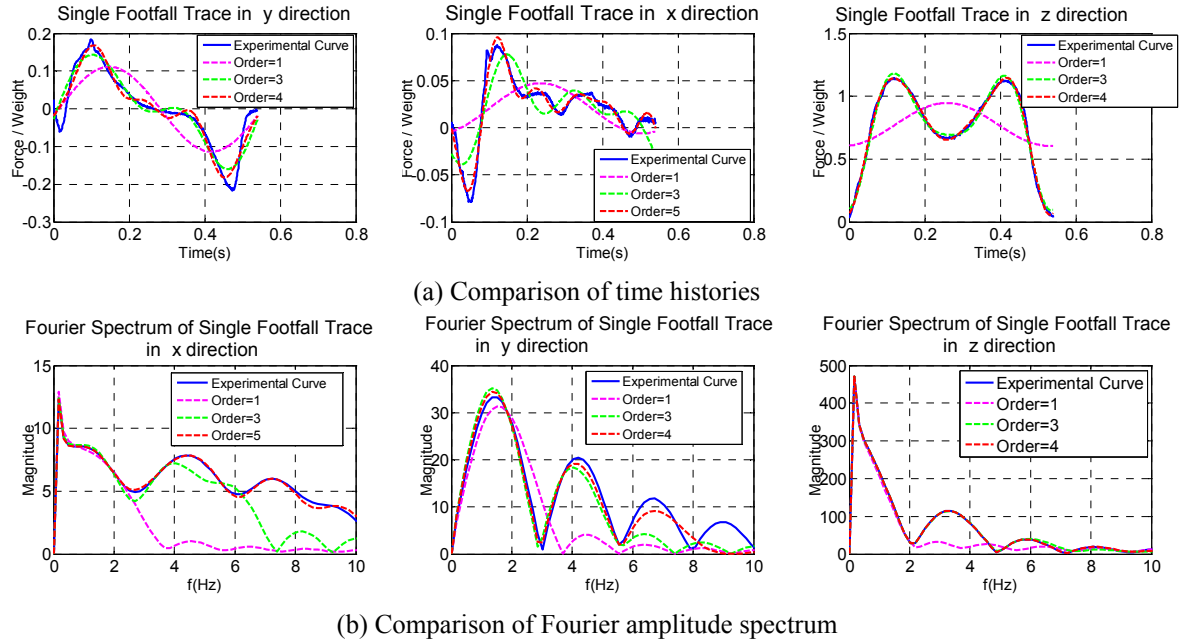 Single Footfall Trace in y direction
0.2
0.1
0
-0.1
-0.2
-0.3
Force / Weight
0 0.2 0.4 0.6 0.8
Time(s)
Experimental Curve
Order=1
Order=3
Order=4
Single Footfall Trace in x direction
0.1
0.05
0
-0.05
-0.1
Force / Weight
0 0.2 0.4 0.6 0.8
Time(s)
Experimental Curve
Order=1
Order=3
Order=5
Single Footfall Trace in z direction
1.5
1
0.5
0
Force / Weight
0 0.2 0.4 0.6 0.8
Time(s)
Experimental Curve
Order=1
Order=3
Order=4
(a) Comparison of time histories
Fourier Spectrum of Single Footfall Trace
in x direction
15
10
5
0
Magnitude
0 2 4 6 8 10
f(Hz)
Experimental Curve
Order=1
Order=3
Order=5
Fourier Spectrum of Single Footfall Trace
in y direction
40
30
20
10
0
Magnitude
0 2 4 6 8 10
f(Hz)
Experimental Curve
Order=1
Order=3
Order=4
Fourier Spectrum of Single Footfall Trace
in z direction
500
400
300
200
100
0
Magnitude
0 2 4 6 8 10
f(Hz)
Experimental Curve
Order=1
Order=3
Order=4
(b) Comparison of Fourier amplitude spectrum